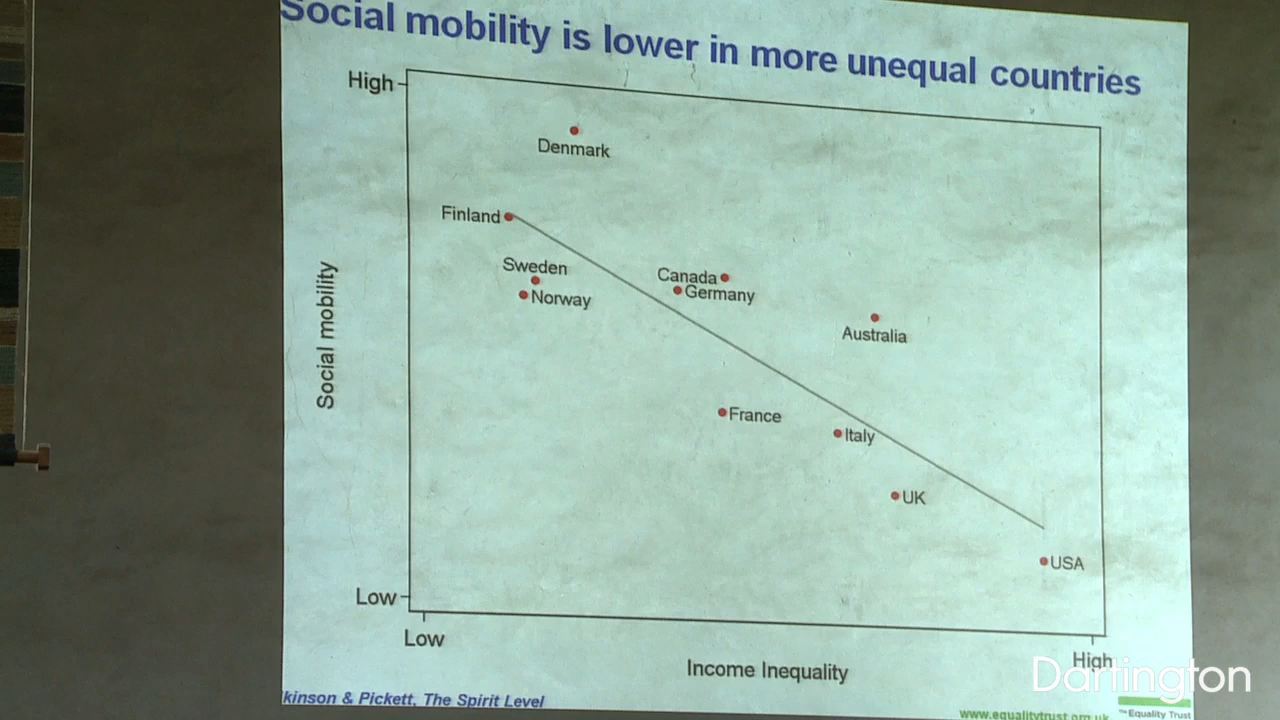 Social mobility is lower in more unequal countries
High
Denmark
Finland
Sweden
Norway
Canada
Germany
Australia
France
Italy
UK
USA
Social mobility
Low
Low
High
Income Inequality
kinson & Pickett, The Spirit Level
www.equalitytrust.org.uk
The Equality Trust
Dartington